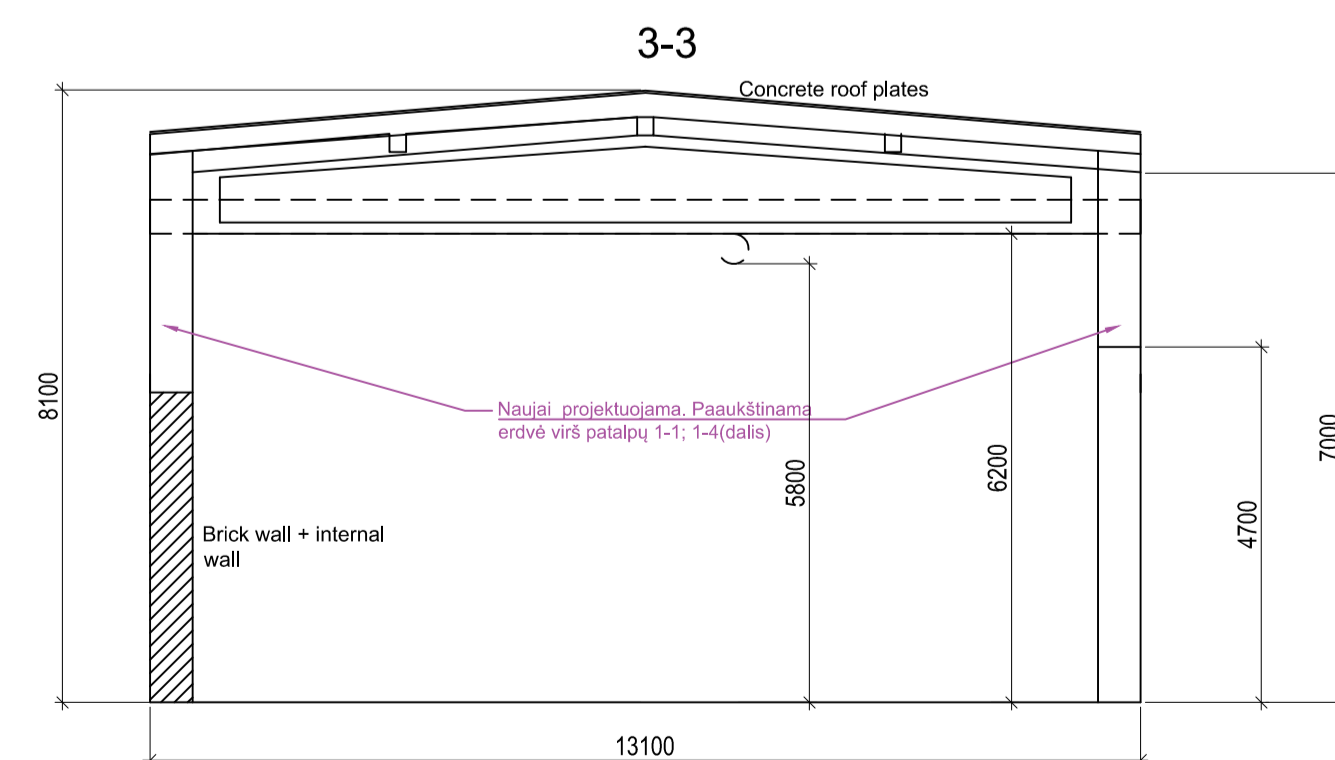 3-3
Concrete roof plates
8100
Naujai projektuojama. Paaukštinama
erdvė virš patalpų 1-1; 1-4(dalis)
5800
6200
7000
4700
Brick wall + internal
wall
13100